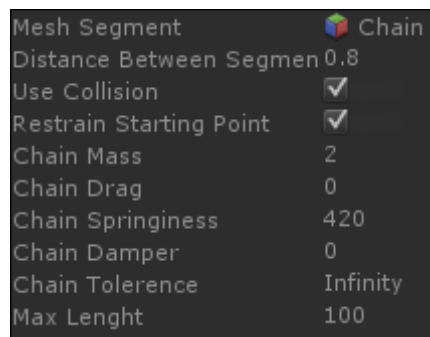 Mesh Segment Chain
Distance Between Segmen 0.8
Use Collision
Restrain Starting Point
Chain Mass 2
Chain Drag 0
Chain Springiness 420
Chain Damper 0
Chain Tolerence Infinity
Max Lenght 100